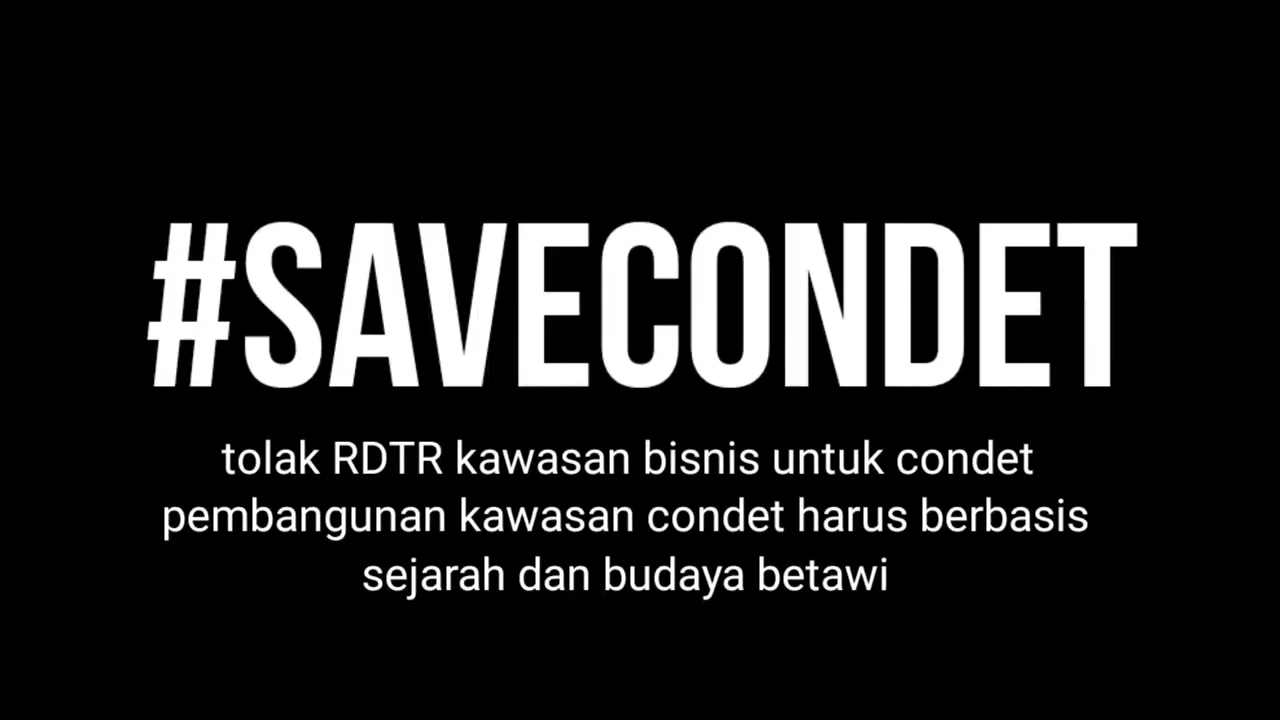 #SAVECONDET
tolak RDTR kawasan bisnis untuk condet
pembangunan kawasan condet harus berbasis
sejarah dan budaya betawi